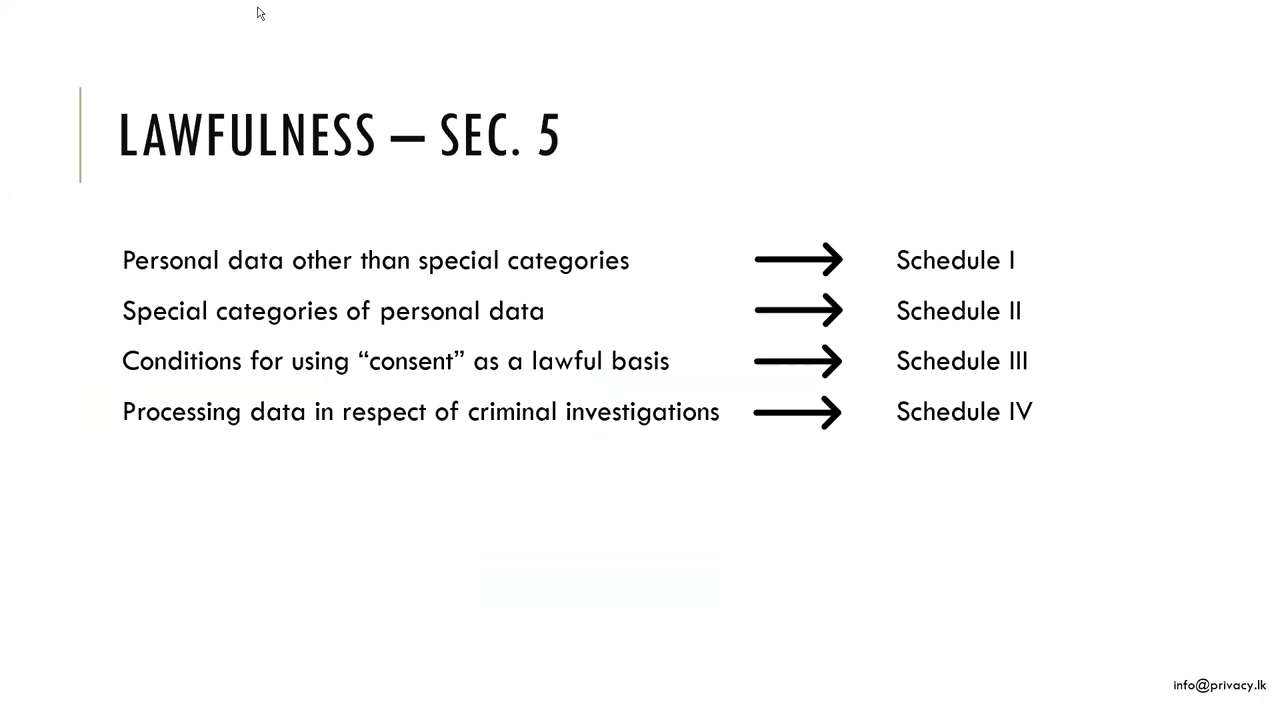 LAWFULNESS – SEC. 5
Personal data other than special categories → Schedule I
Special categories of personal data → Schedule II
Conditions for using “consent” as a lawful basis → Schedule III
Processing data in respect of criminal investigations → Schedule IV
info@privacy.lk